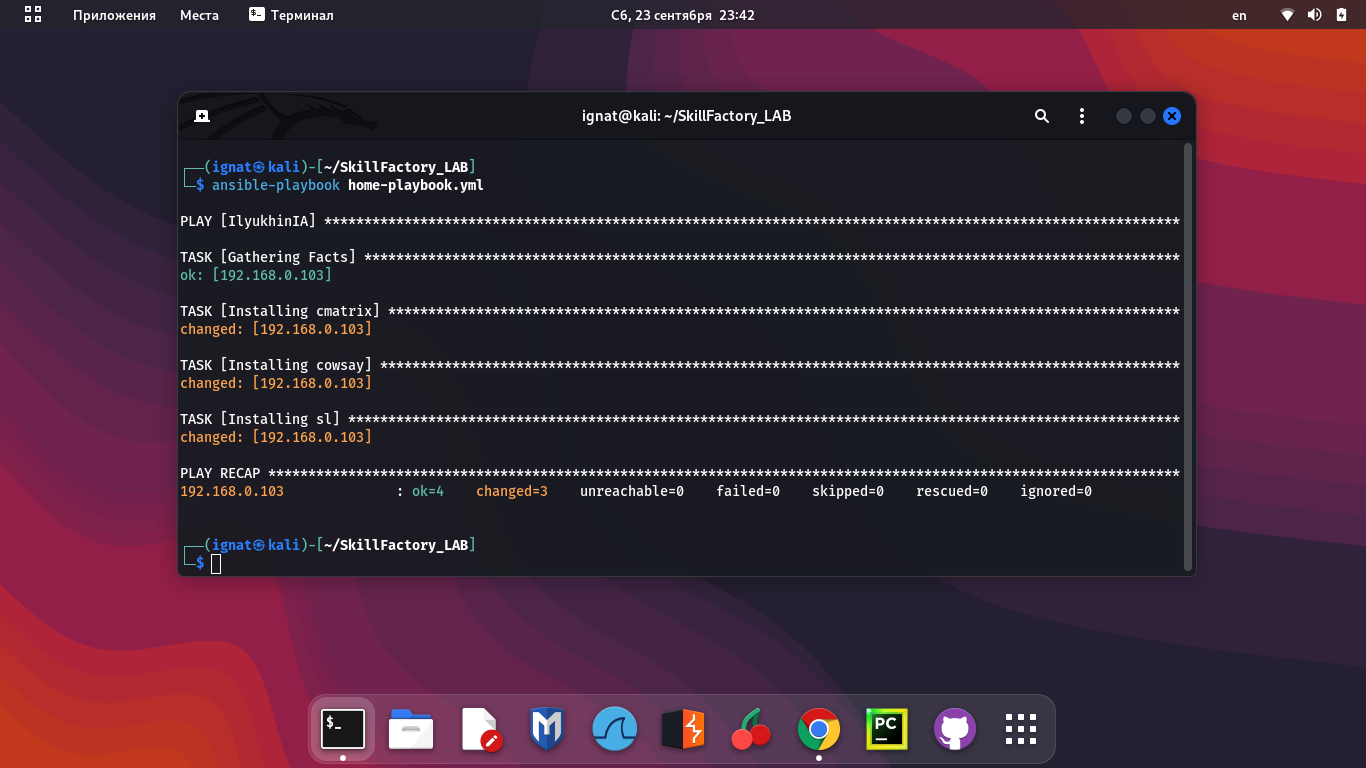 Приложения Места Терминал Сб, 23 сентября 23:42 en
ignat@kali: ~/SkillFactory_LAB
┌──(ignat㉿kali)-[~/SkillFactory_LAB]
└─$ ansible-playbook home-playbook.yml
PLAY [IlyukhinIA] ***********************************************************************************************************
TASK [Gathering Facts] ******************************************************************************************************
ok: [192.168.0.103]
TASK [Installing cmatrix] ***************************************************************************************************
changed: [192.168.0.103]
TASK [Installing cowsay] ****************************************************************************************************
changed: [192.168.0.103]
TASK [Installing sl] ********************************************************************************************************
changed: [192.168.0.103]
PLAY RECAP ******************************************************************************************************************
192.168.0.103              : ok=4    changed=3    unreachable=0    failed=0    skipped=0    rescued=0    ignored=0
┌──(ignat㉿kali)-[~/SkillFactory_LAB]
└─$
$_ PC